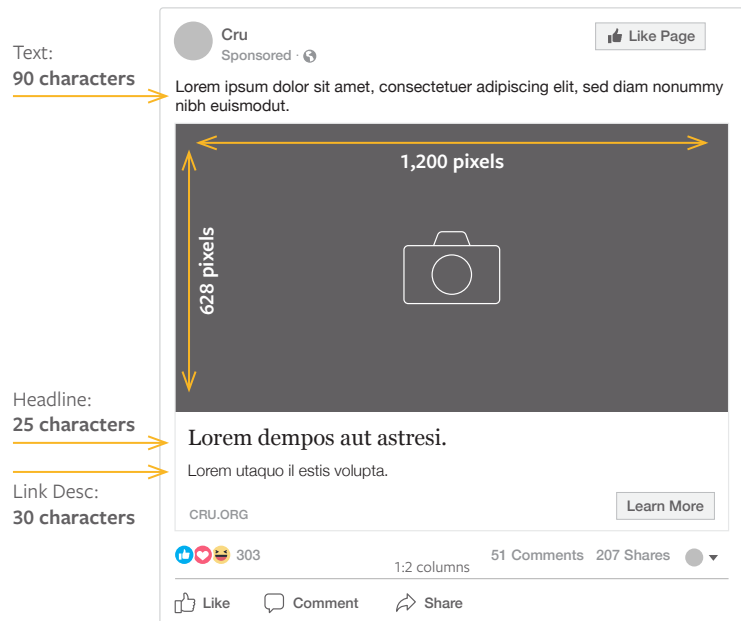 Text:
90 characters
Cru
Sponsored ·
Like Page
Lorem ipsum dolor sit amet, consectetuer adipiscing elit, sed diam nonummy
nibh euismodut.
1,200 pixels
628 pixels
Headline:
25 characters
Lorem dempos aut astresi.
Lorem utaquo il estis volupta.
Link Desc:
30 characters
CRU.ORG
Learn More
303
1:2 columns
51 Comments 207 Shares
Like Comment Share